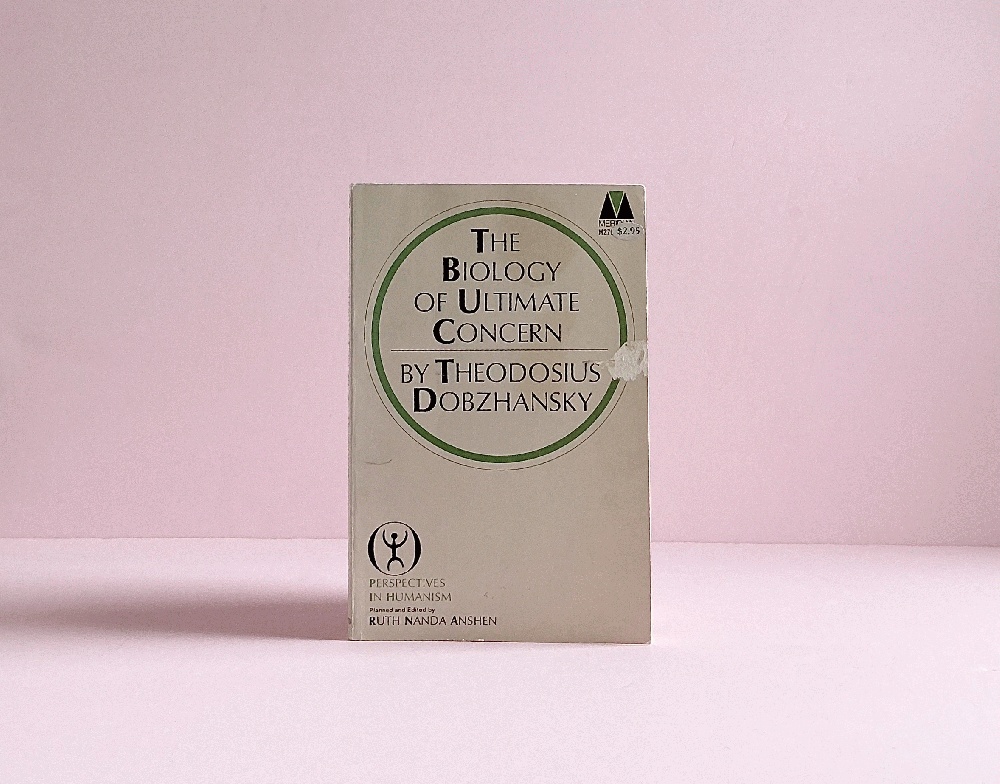 THE
BIOLOGY
OF ULTIMATE
CONCERN
BY THEODOSIUS
DOBZHANSKY
$2.95
PERSPECTIVES
IN HUMANISM
Planned and Edited by
RUTH NANDA ANSHEN